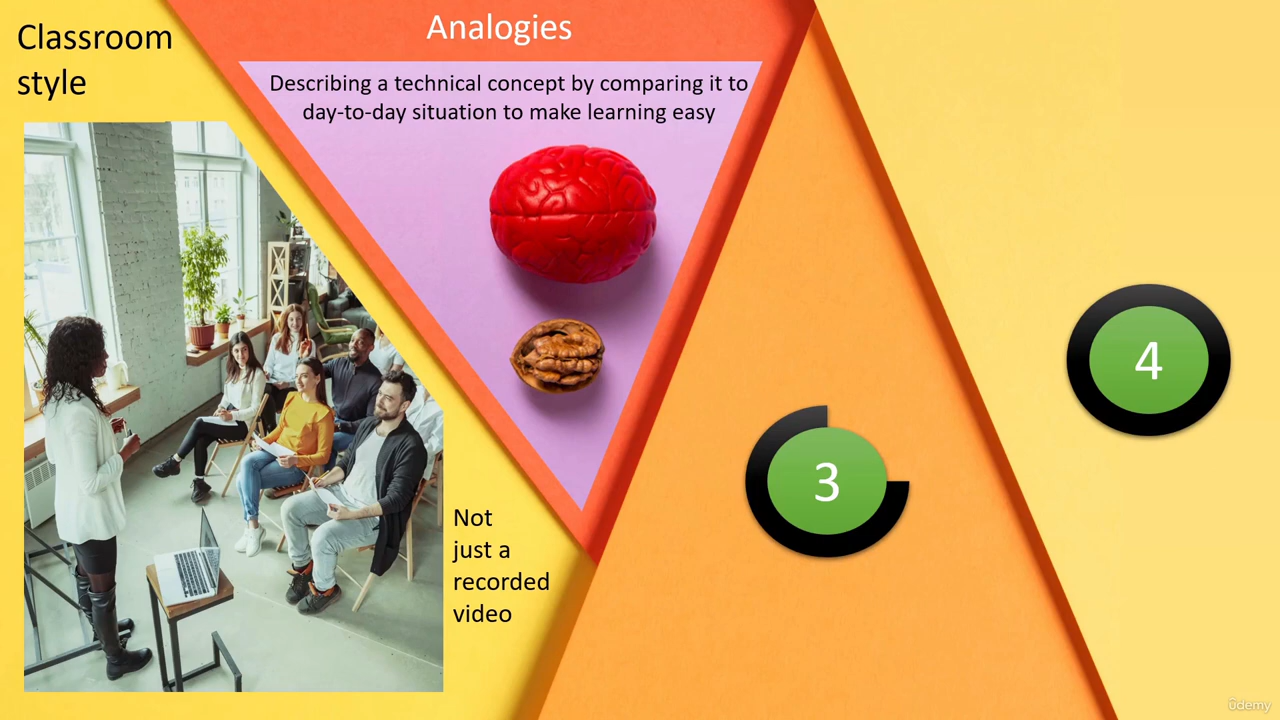 Classroom
style
Analogies
Describing a technical concept by comparing it to
day-to-day situation to make learning easy
Not
just a
recorded
video
3
4
ûdemy